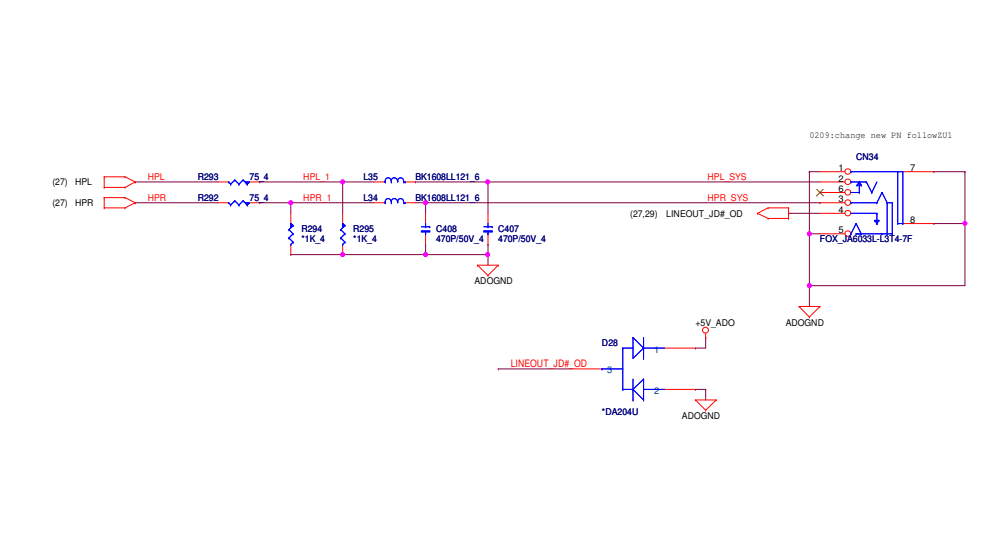 0209:change new PN followZU1
CN34
(27) HPL HPL R293 75_4 HPL_1 L35 BK1608LL121_6 HPL_SYS 1 2 7
(27) HPR HPR R292 75_4 HPR_1 L34 BK1608LL121_6 HPR_SYS 6 3
(27,29) LINEOUT_JD#_OD 4 8
R294 *1K_4
R295 *1K_4
C408 470P/50V_4
C407 470P/50V_4
5
FOX_JA6033L-L3T4-7F
ADOGND
ADOGND
+5V_ADO
D28
1
LINEOUT_JD#_OD 3
2
*DA204U
ADOGND